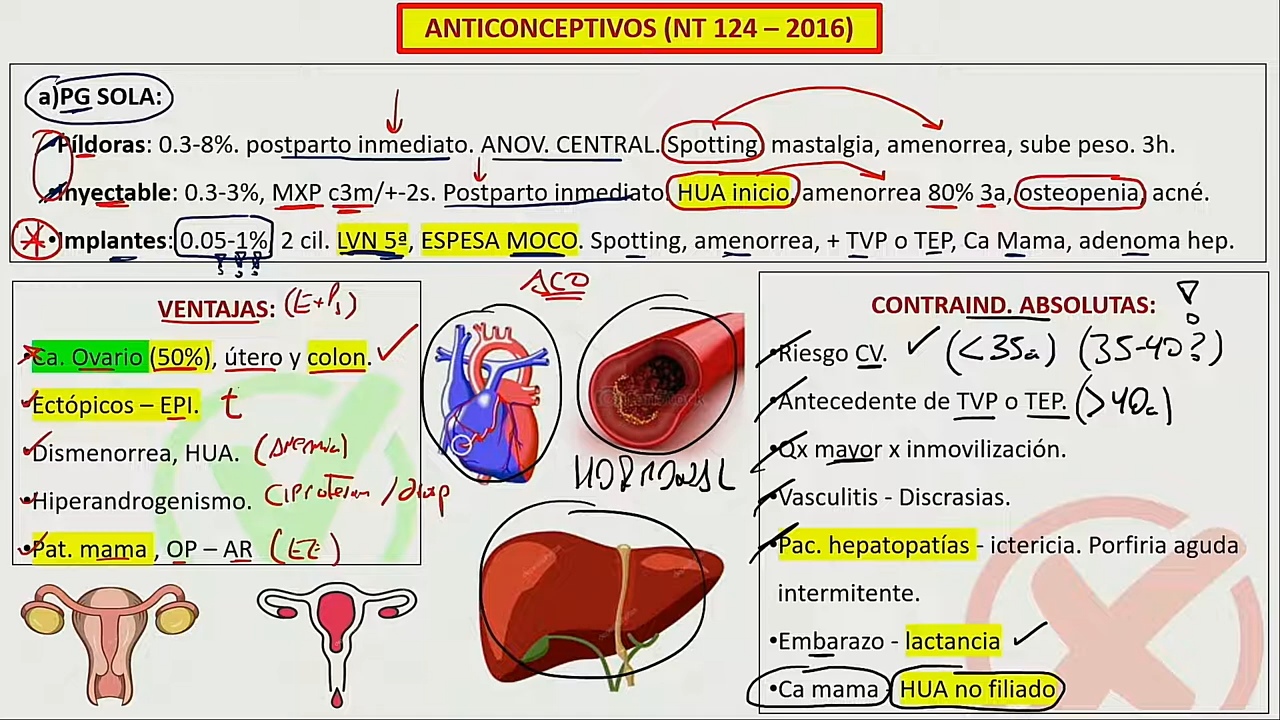 ANTICONCEPTIVOS (NT 124 – 2016)
a)PG SOLA:
Píldoras: 0.3-8%. postparto inmediato. ANOV. CENTRAL. Spotting, mastalgia, amenorrea, sube peso. 3h.
Inyectable: 0.3-3%, MXP c3m/+-2s. Postparto inmediato. HUA inicio, amenorrea 80% 3a, osteopenia, acné.
•Implantes: 0.05-1%, 2 cil. LVN 5ª, ESPESA MOCO. Spotting, amenorrea, + TVP o TEP, Ca Mama, adenoma hep.
VENTAJAS: (E+Ps)
•Ca. Ovario (50%), útero y colon.
•Ectópicos – EPI. t
•Dismenorrea, HUA. (Anemia)
•Hiperandrogenismo.
•Pat. mama , OP – AR
ACO
HORMONAL
CONTRAIND. ABSOLUTAS:
•Riesgo CV. (<35a) (35-40?)
•Antecedente de TVP o TEP. (>40a)
•Qx mayor x inmovilización.
•Vasculitis - Discrasias.
•Pac. hepatopatías - ictericia. Porfiria aguda
intermitente.
•Embarazo - lactancia
•Ca mama - HUA no filiado